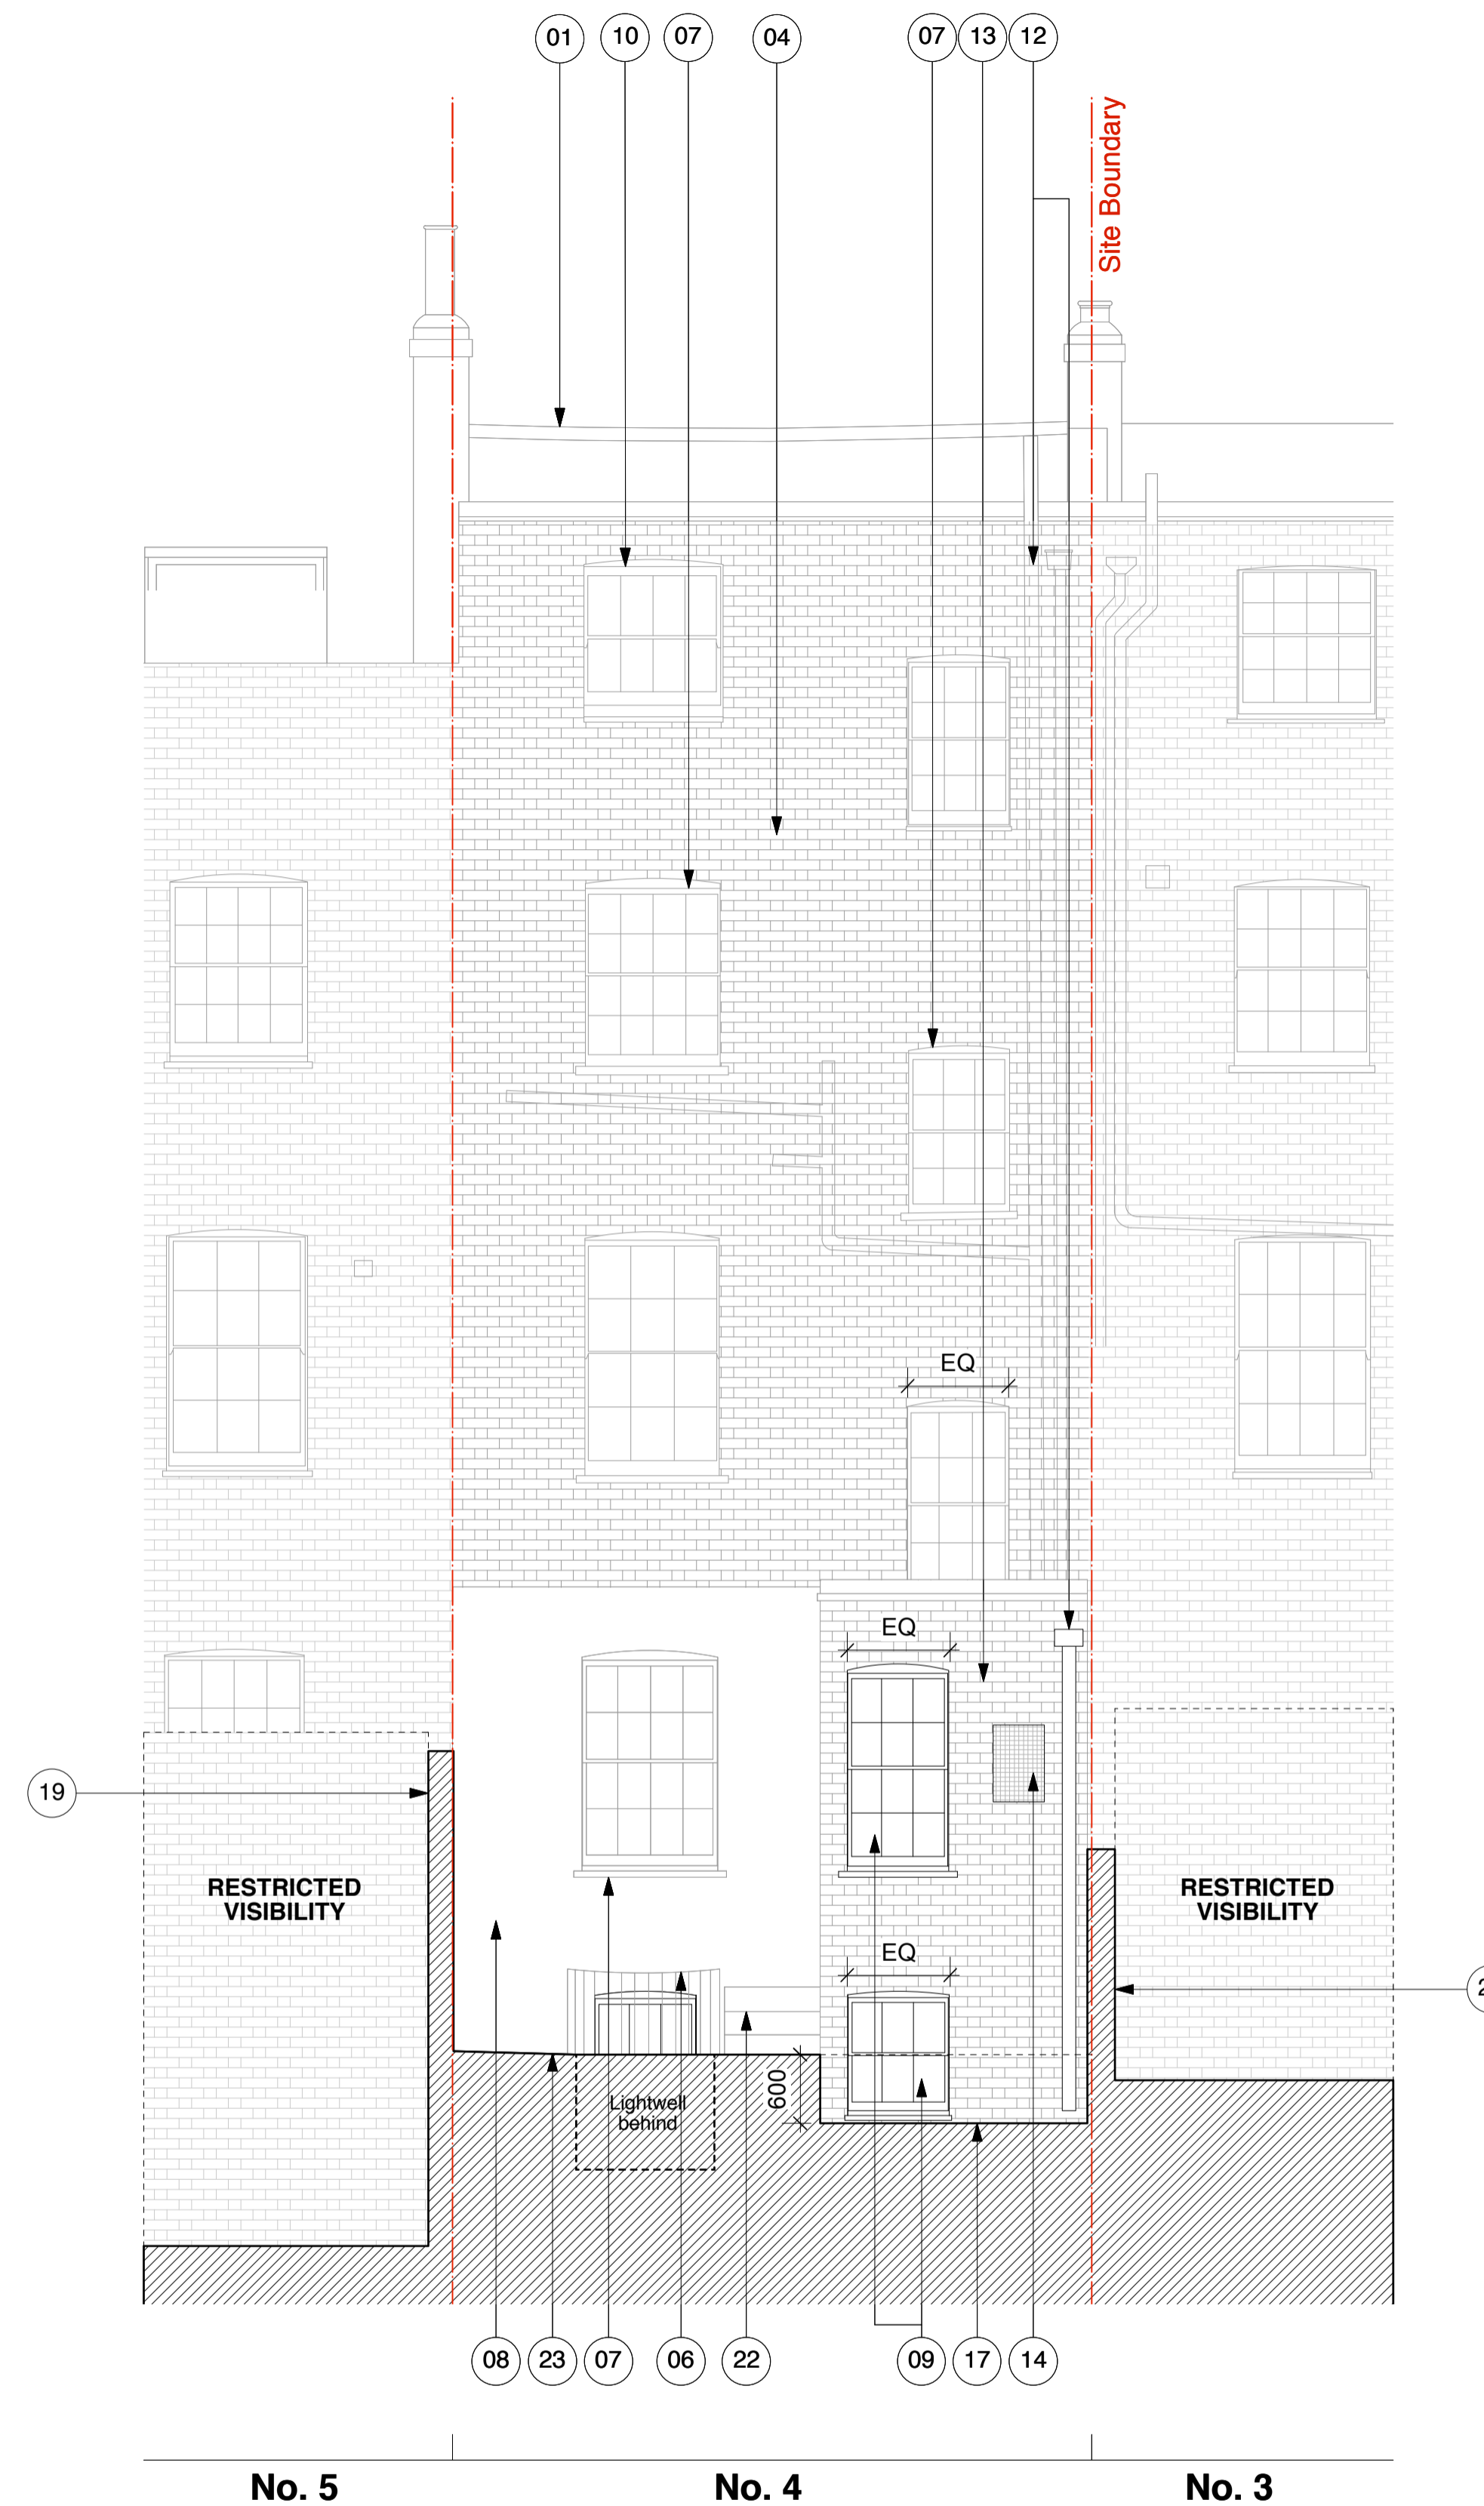 01 10 07 04 07 13 12
Site Boundary
EQ
EQ
19
RESTRICTED
VISIBILITY
RESTRICTED
VISIBILITY
EQ
600
Lightwell
behind
08 23 07 06 22 09 17 14
No. 5 No. 4 No. 3